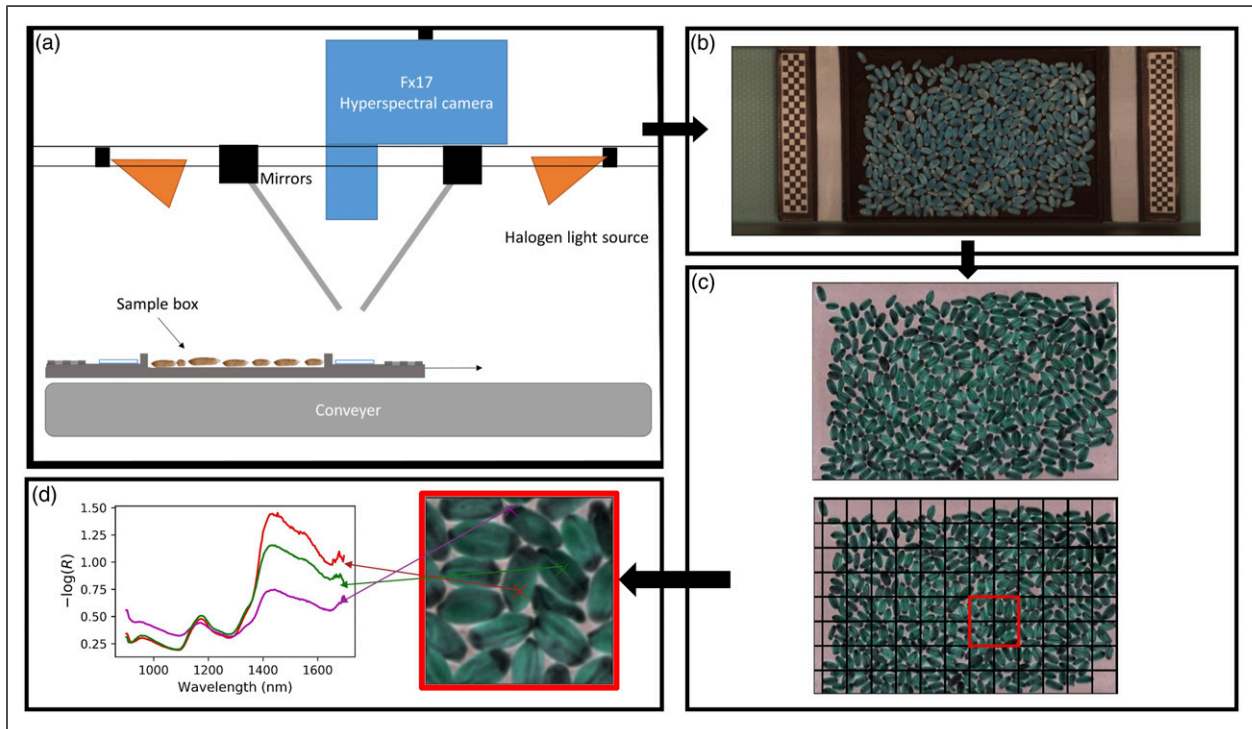 (a)
Fx17
Hyperspectral camera
Mirrors
Halogen light source
Sample box
Conveyer
(b)
(c)
(d)
1.50
1.25
1.00
0.75
0.50
0.25
−log(R)
1000 1200 1400 1600
Wavelength (nm)